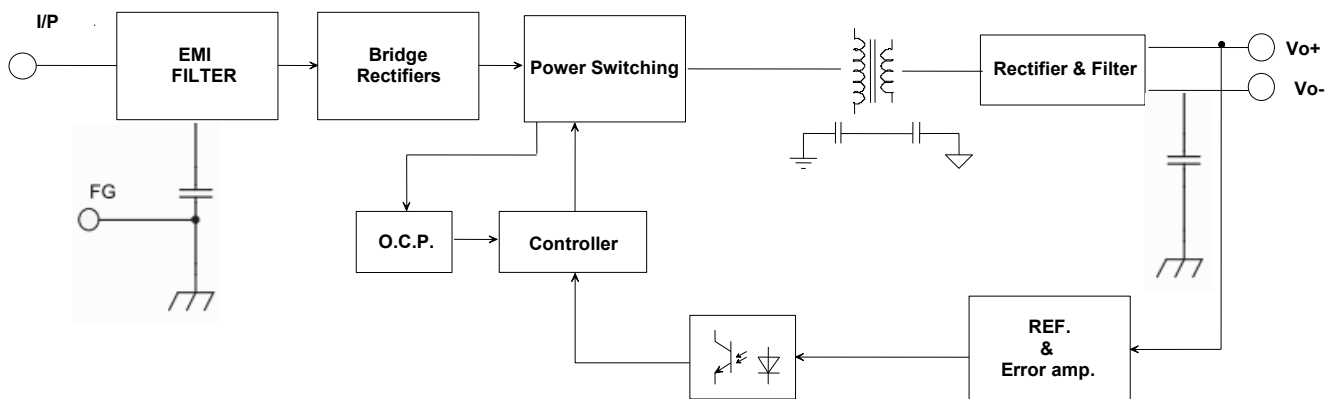 I/P
EMI
FILTER
Bridge
Rectifiers
Power Switching
Rectifier & Filter
Vo+
Vo-
FG
O.C.P.
Controller
REF.
&
Error amp.